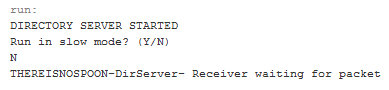 run:
DIRECTORY SERVER STARTED
Run in slow mode? (Y/N)
N
THEREISNOSPOON-DirServer- Receiver waiting for packet